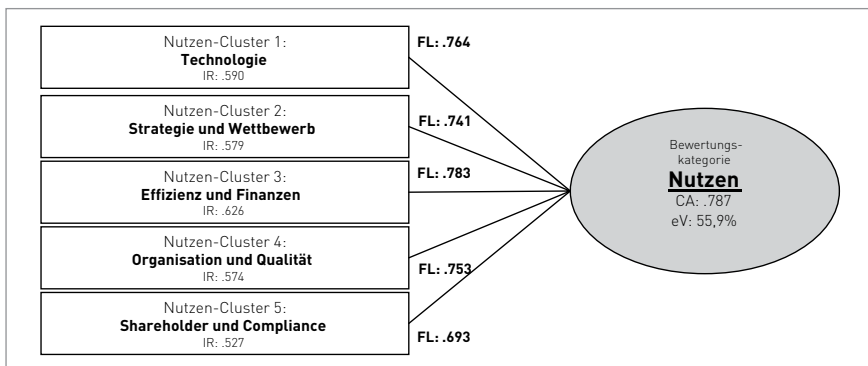 Nutzen-Cluster 1:
Technologie
IR: .590
FL: .764
Nutzen-Cluster 2:
Strategie und Wettbewerb
IR: .579
FL: .741
Nutzen-Cluster 3:
Effizienz und Finanzen
IR: .626
FL: .783
Nutzen-Cluster 4:
Organisation und Qualität
IR: .574
FL: .753
Nutzen-Cluster 5:
Shareholder und Compliance
IR: .527
FL: .693
Bewertungs-
kategorie
Nutzen
CA: .787
eV: 55,9%